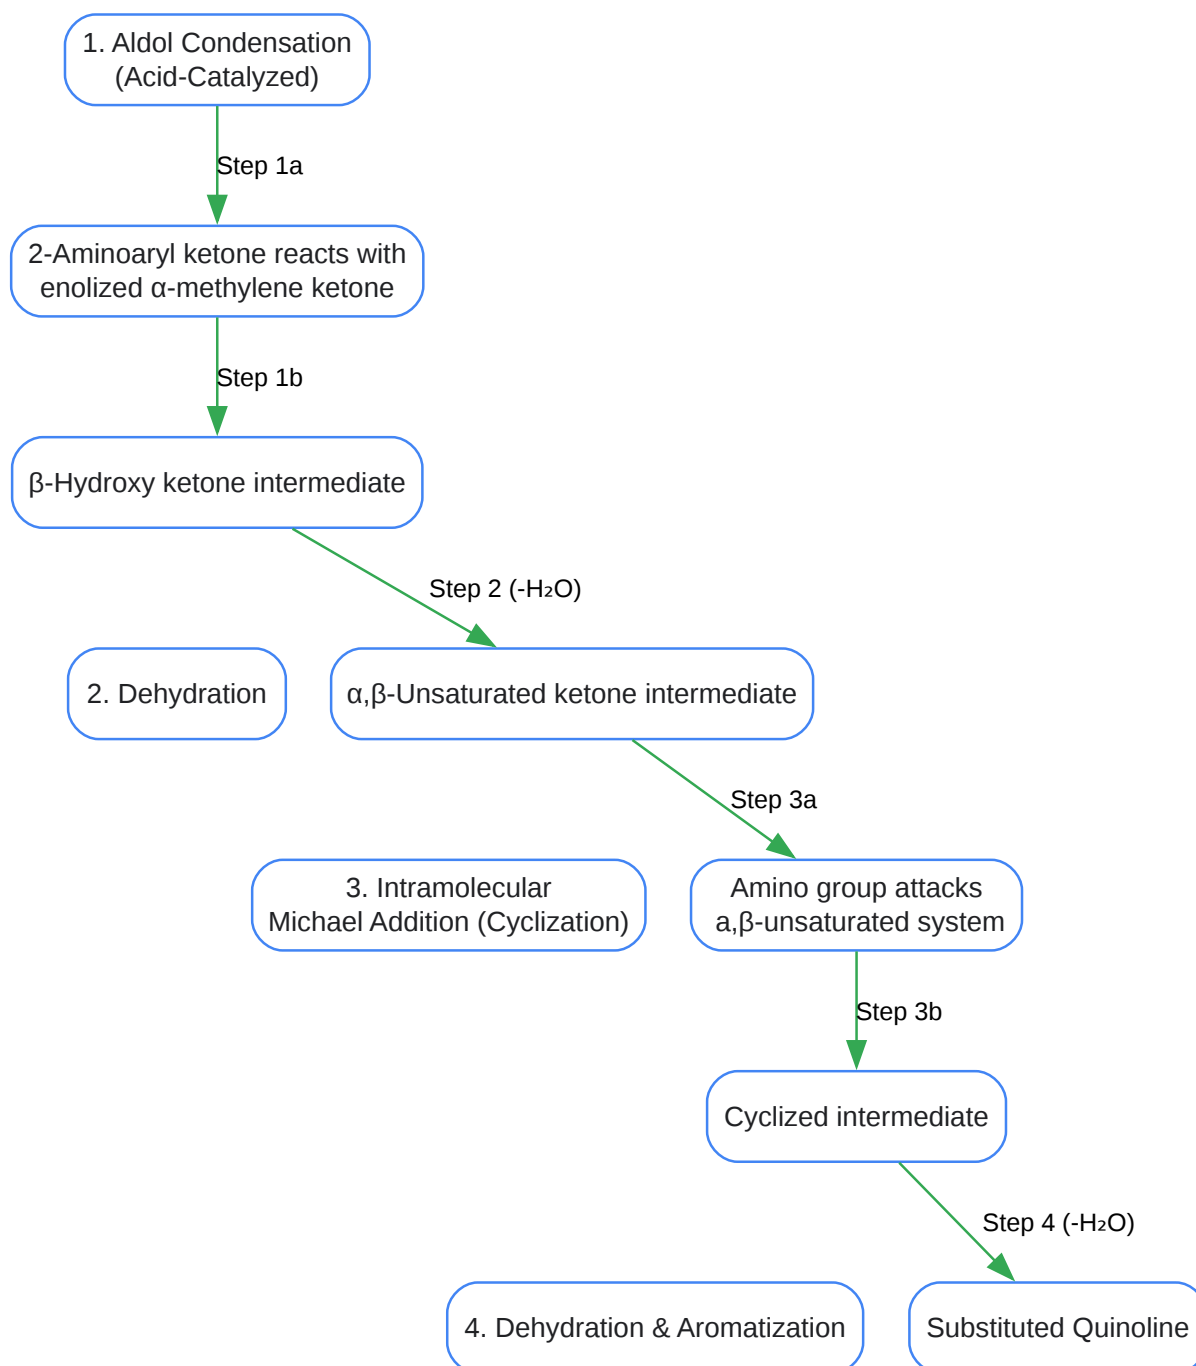 1. Aldol Condensation
(Acid-Catalyzed)
Step 1a
2-Aminoaryl ketone reacts with
enolized α-methylene ketone
Step 1b
β-Hydroxy ketone intermediate
Step 2 (-H₂O)
2. Dehydration
α,β-Unsaturated ketone intermediate
Step 3a
3. Intramolecular
Michael Addition (Cyclization)
Amino group attacks
a,β-unsaturated system
Step 3b
Cyclized intermediate
Step 4 (-H₂O)
4. Dehydration & Aromatization
Substituted Quinoline